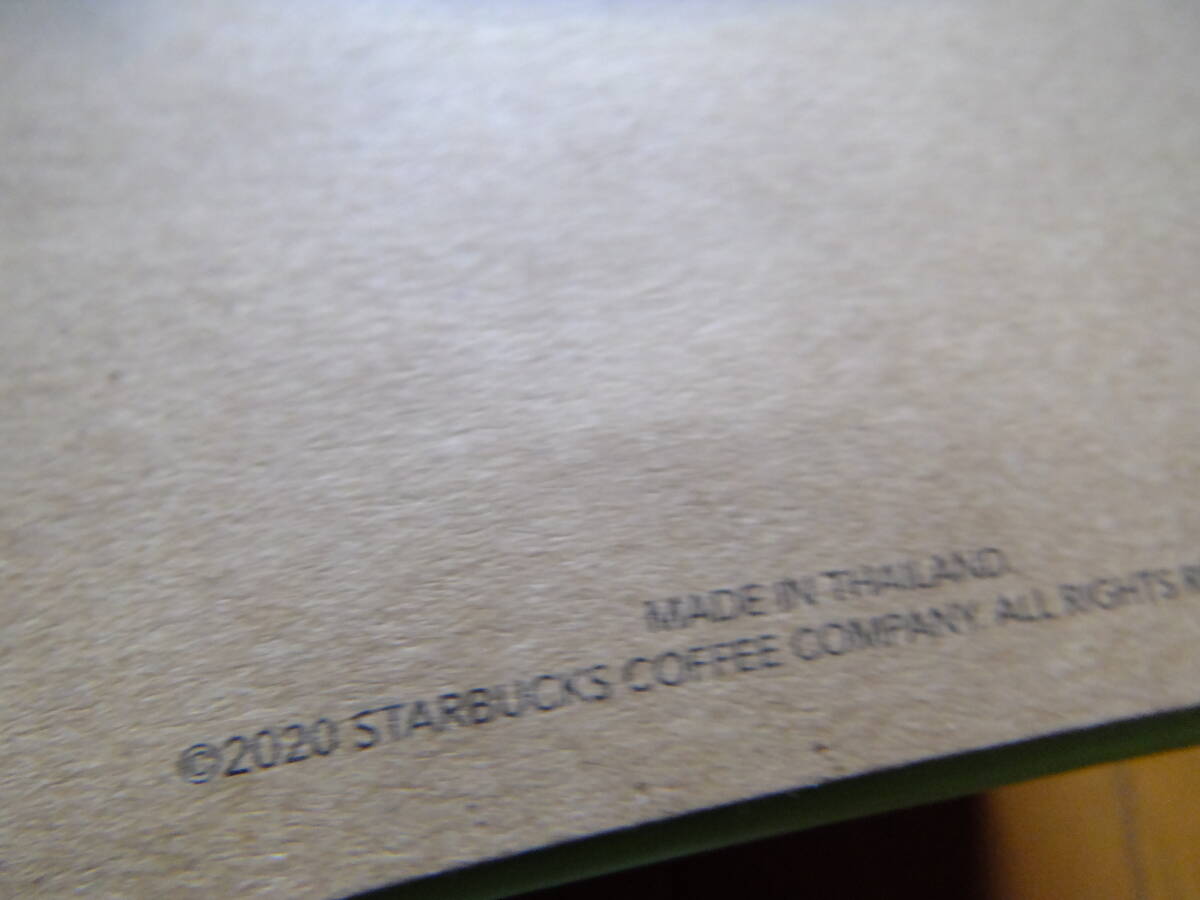 MADE IN THAILAND.
©2020 STARBUCKS COFFEE COMPANY. ALL RIGHTS